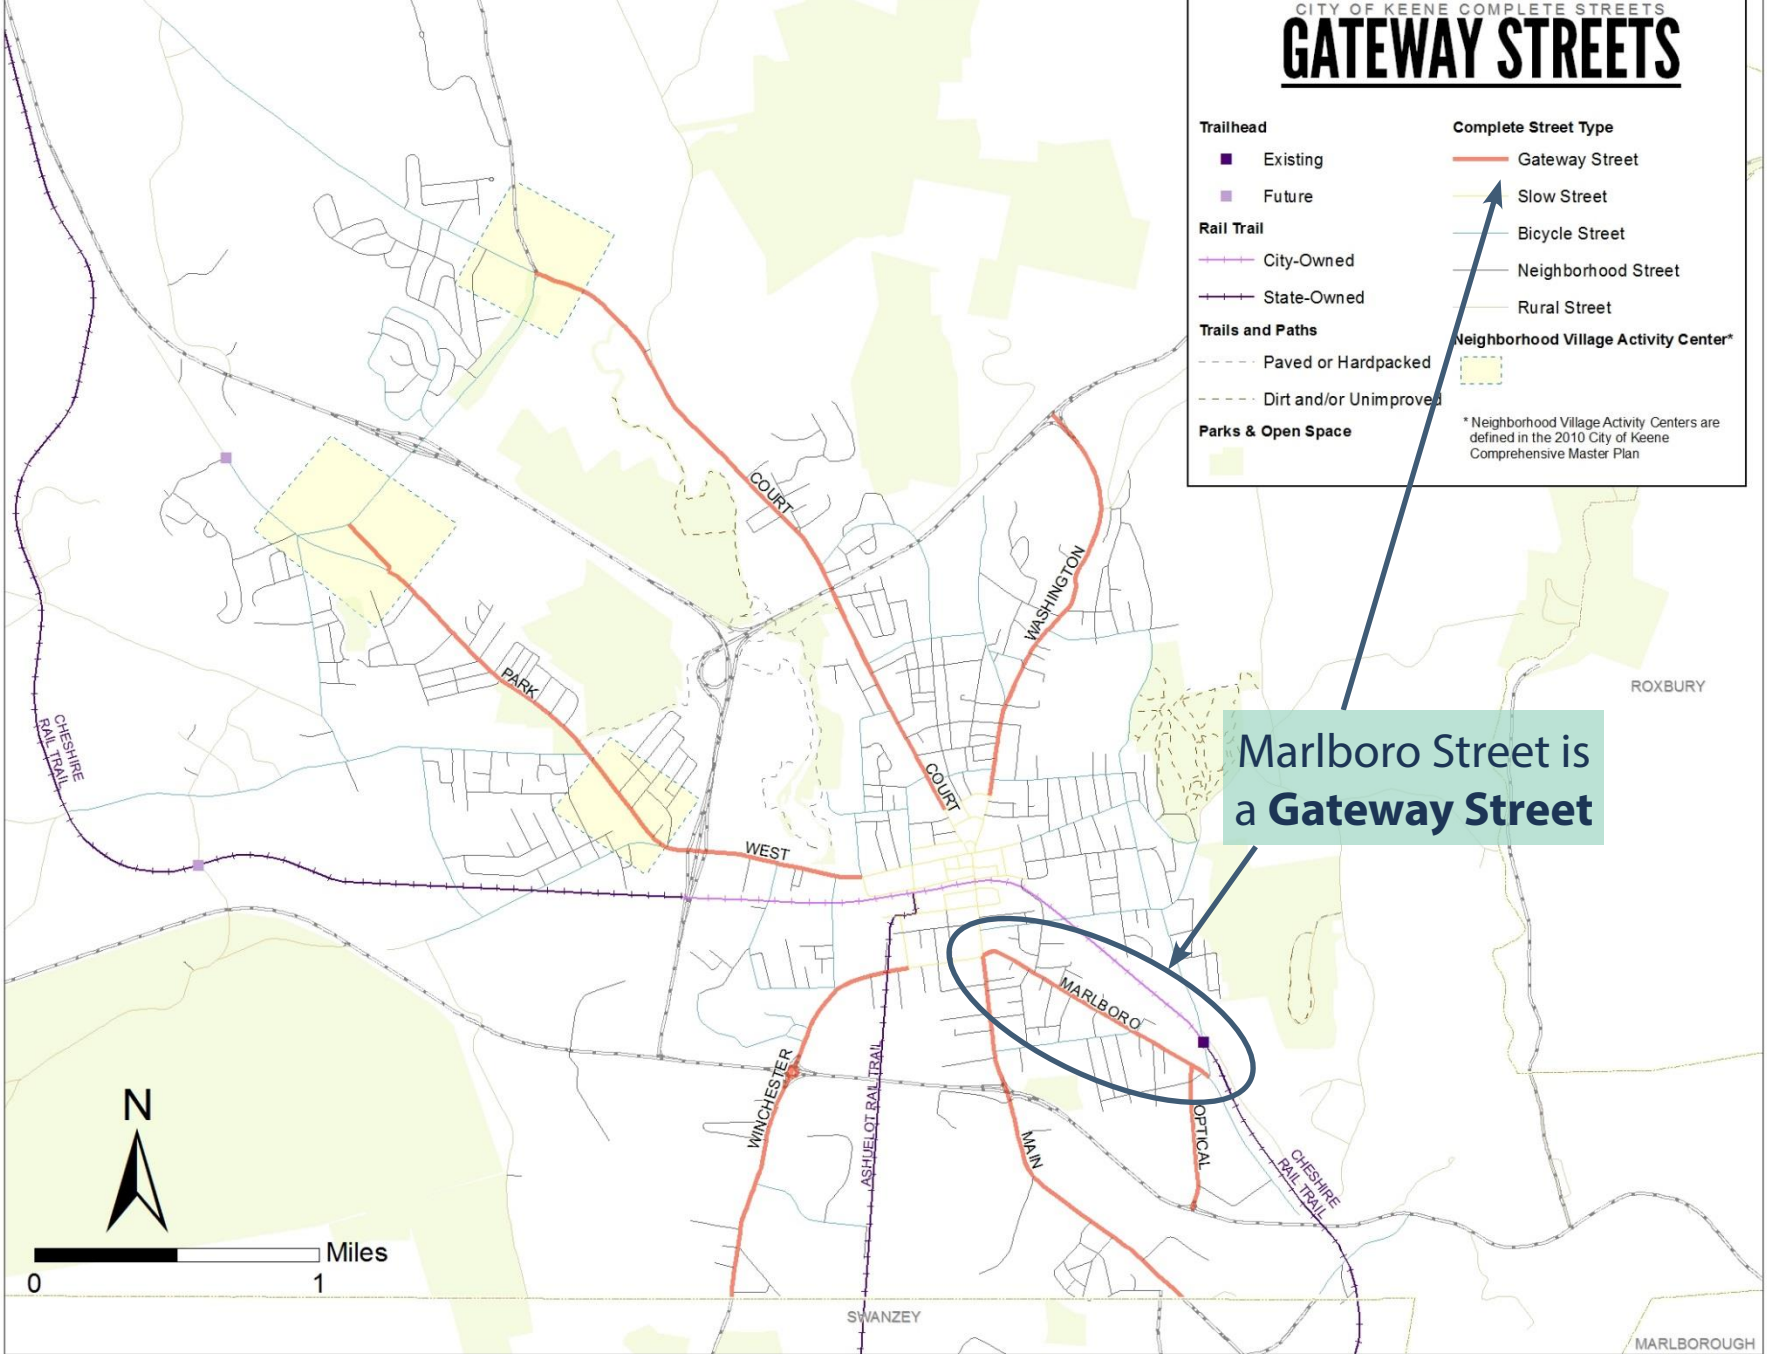 CITY OF KEENE COMPLETE STREETS
GATEWAY STREETS
Trailhead
Existing
Future
Rail Trail
City-Owned
State-Owned
Trails and Paths
Paved or Hardpacked
Dirt and/or Unimproved
Parks & Open Space
Complete Street Type
Gateway Street
Slow Street
Bicycle Street
Neighborhood Street
Rural Street
Neighborhood Village Activity Center*
* Neighborhood Village Activity Centers are
defined in the 2010 City of Keene
Comprehensive Master Plan
COURT
WASHINGTON
PARK
ROXBURY
CHESHIRE
RAIL TRAIL
Marlboro Street is
a Gateway Street
COURT
WEST
MARLBORO
WINCHESTER
ASHUELOT RAIL TRAIL
MAIN
OPTICAL
CHESHIRE
RAIL TRAIL
N
Miles
0
1
SWANZEY
MARLBOROUGH